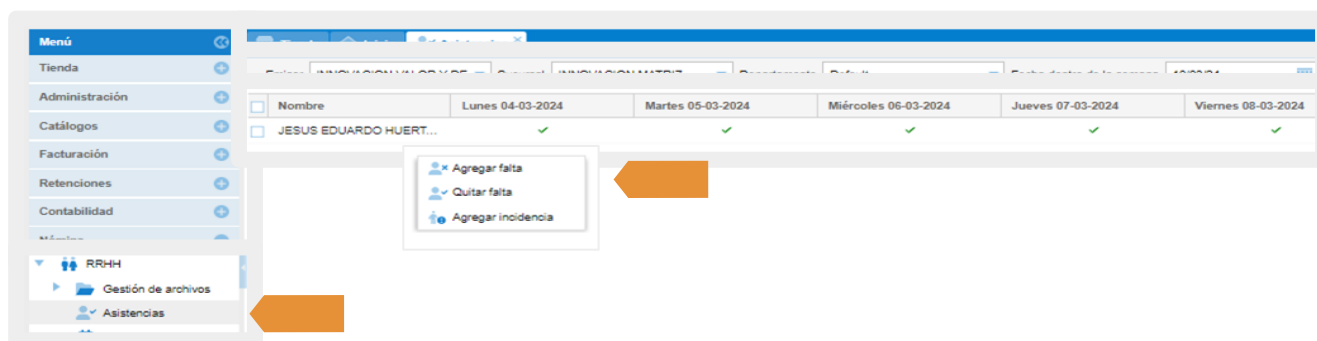 Menú
Tienda
Administración
Catálogos
Facturación
Retenciones
Contabilidad
RRHH
Gestión de archivos
Asistencias
Nombre Lunes 04-03-2024 Martes 05-03-2024 Miércoles 06-03-2024 Jueves 07-03-2024 Viernes 08-03-2024
JESUS EDUARDO HUERT...
Agregar falta
Quitar falta
Agregar incidencia